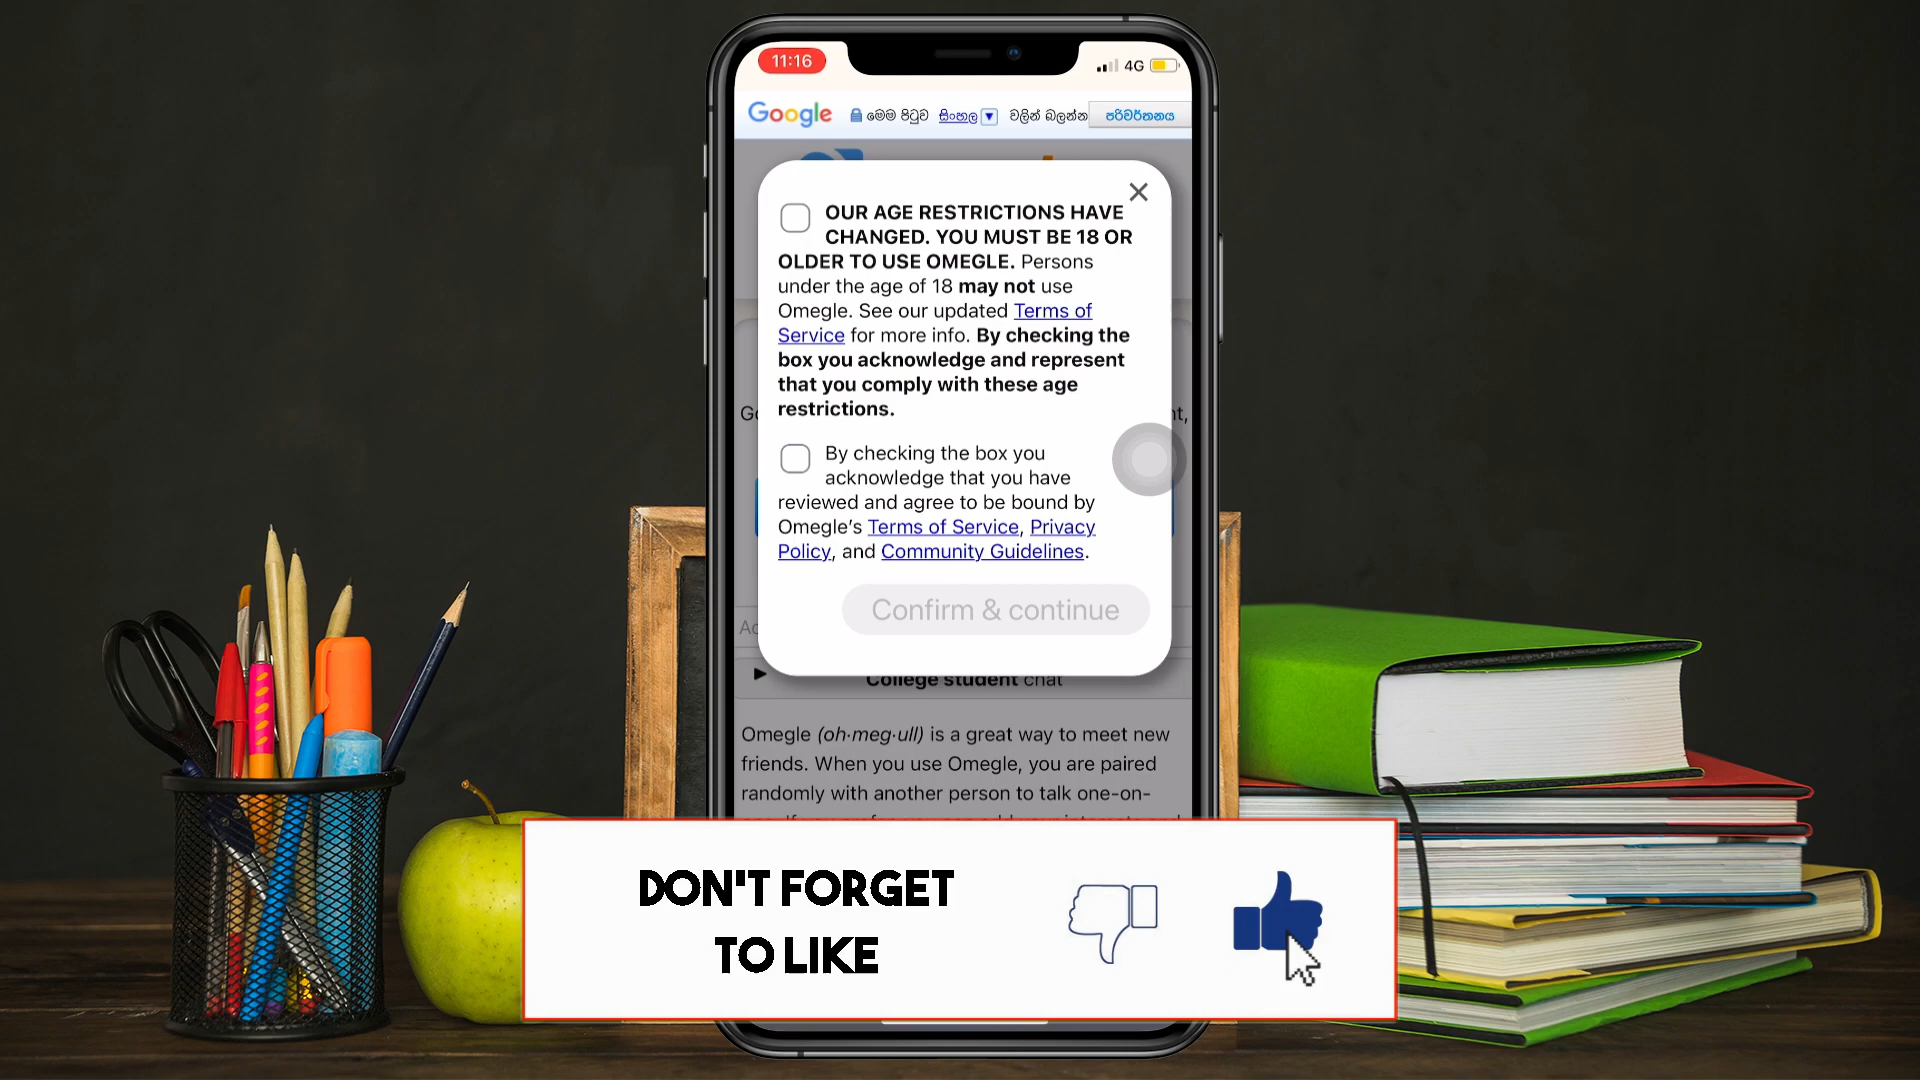 11:16
4G
Google මෙම පිටුව සිංහල වලින් බලන්න පරිවර්තනය
OUR AGE RESTRICTIONS HAVE
CHANGED. YOU MUST BE 18 OR
OLDER TO USE OMEGLE. Persons
under the age of 18 may not use
Omegle. See our updated Terms of
Service for more info. By checking the
box you acknowledge and represent
that you comply with these age
restrictions.
By checking the box you
acknowledge that you have
reviewed and agree to be bound by
Omegle’s Terms of Service, Privacy
Policy, and Community Guidelines.
Confirm & continue
College student chat
Omegle (oh·meg·ull) is a great way to meet new
friends. When you use Omegle, you are paired
randomly with another person to talk one-on-
DON'T FORGET
TO LIKE